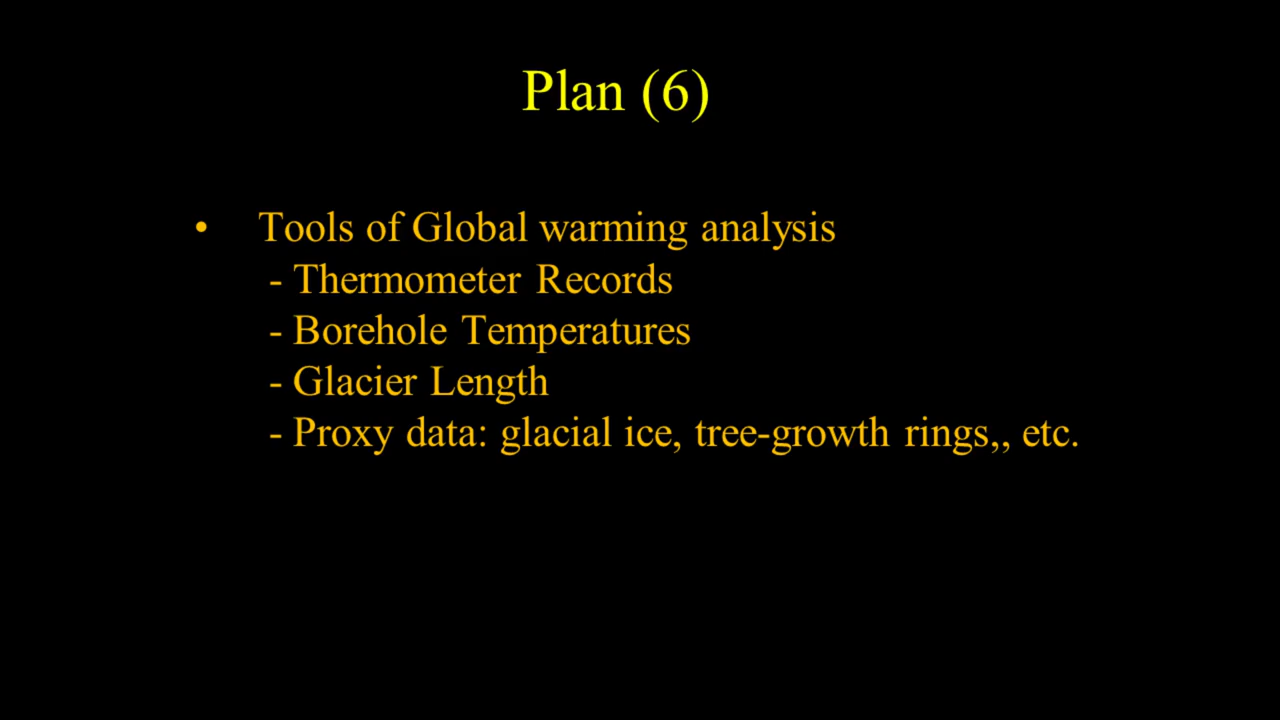 Plan (6)
• Tools of Global warming analysis
- Thermometer Records
- Borehole Temperatures
- Glacier Length
- Proxy data: glacial ice, tree-growth rings,, etc.